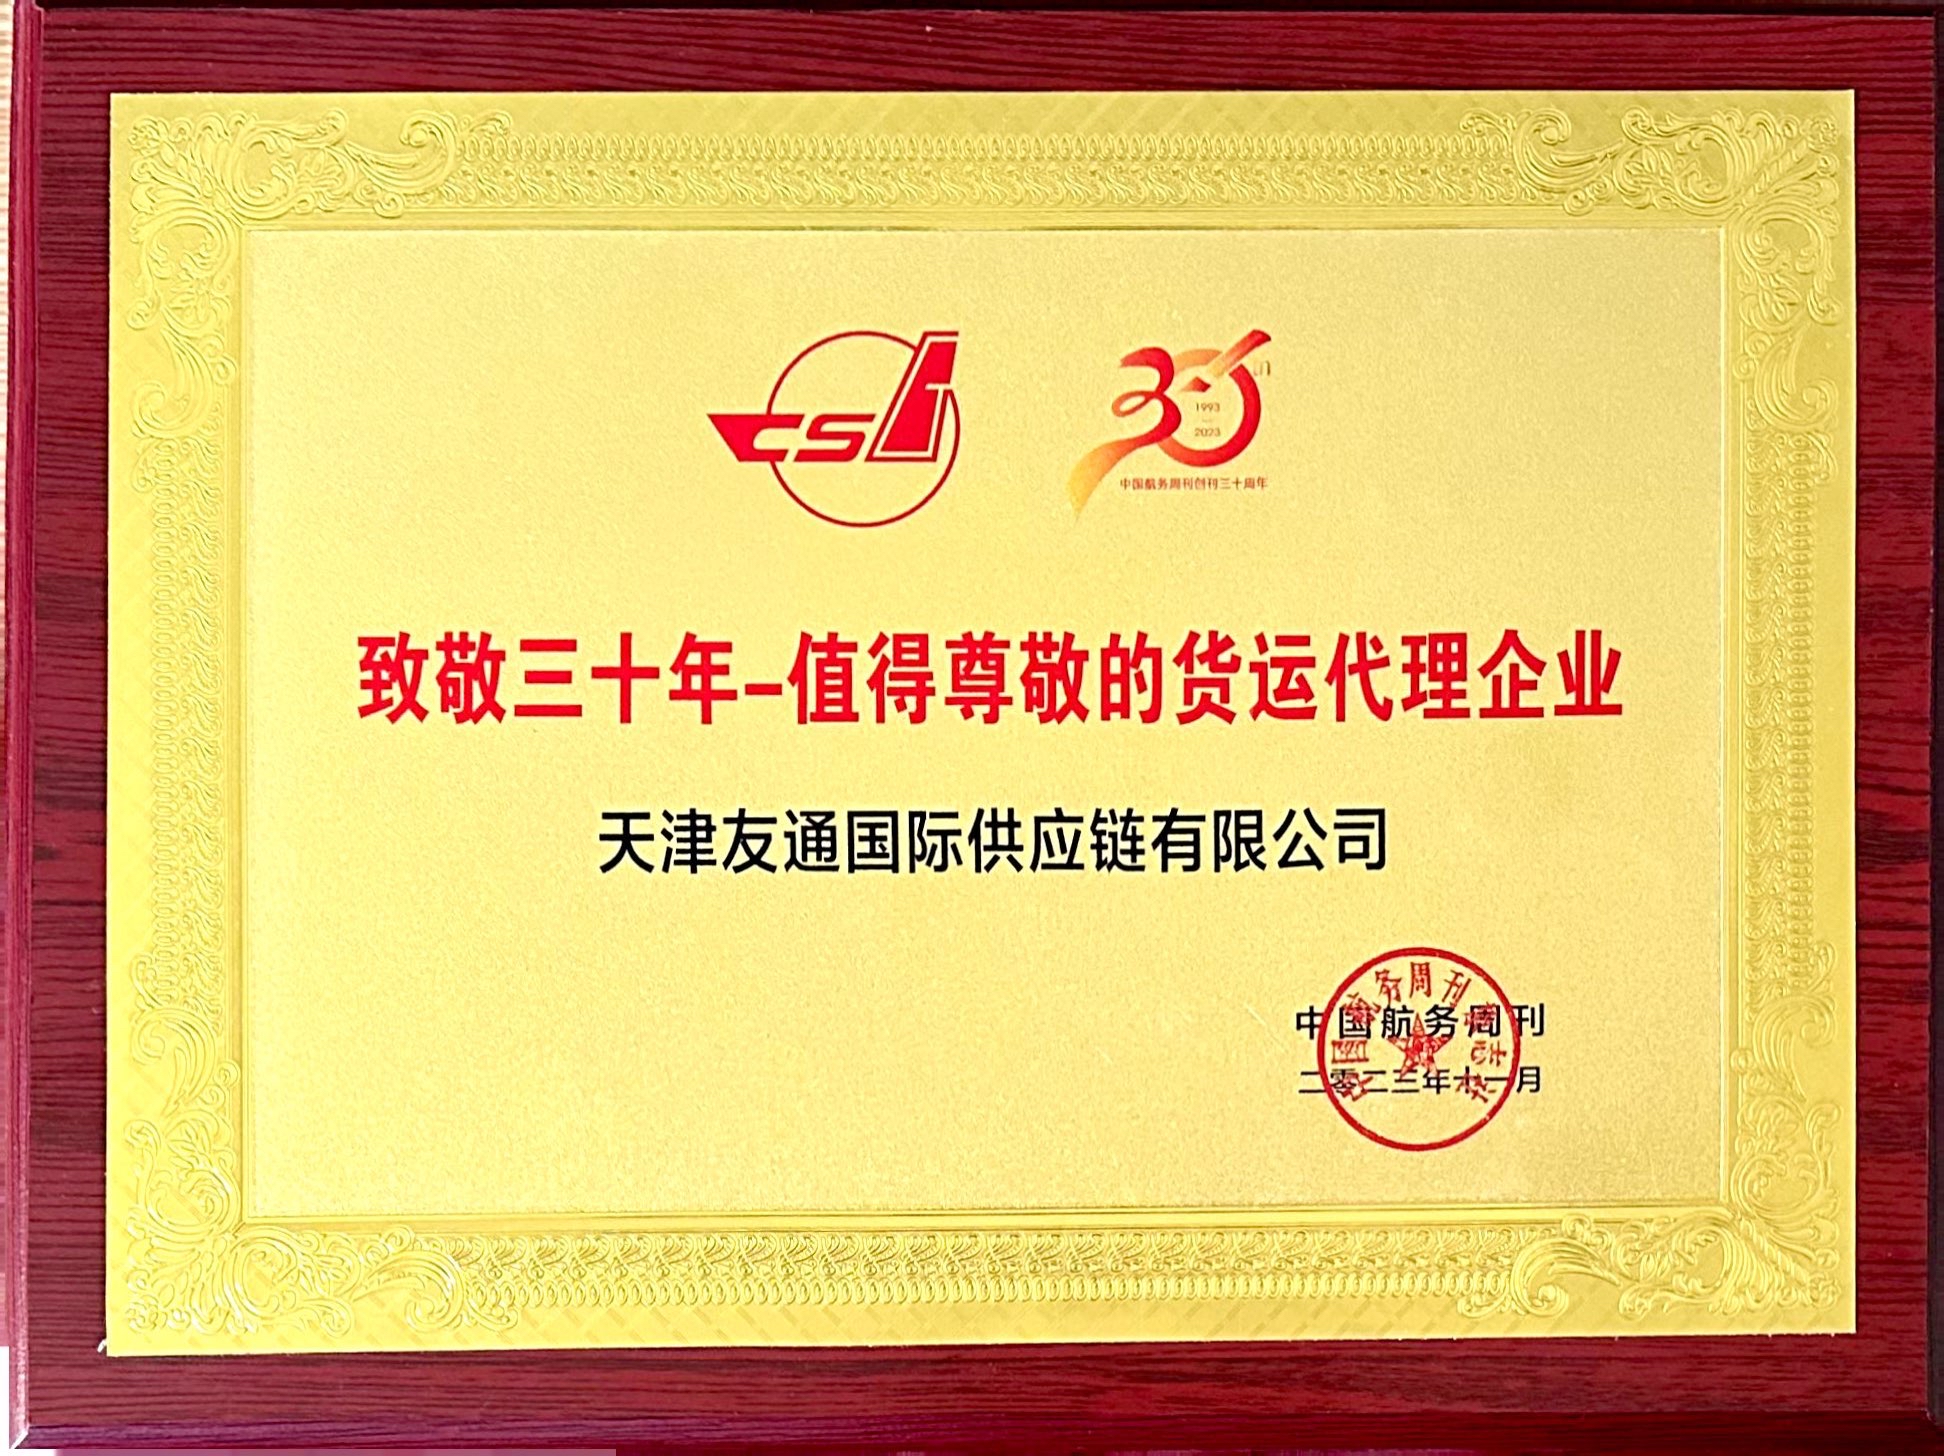 CSA
30th
1993
2023
中国航务周刊创刊三十周年
致敬三十年-值得尊敬的货运代理企业
天津友通国际供应链有限公司
中国航务周刊
二零二三年十一月